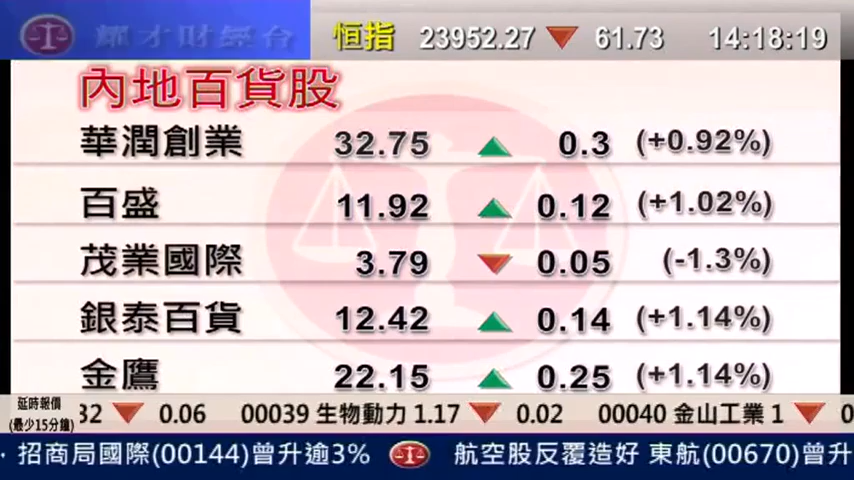 耀才財經台 恒指 23952.27 61.73 14:18:19
內地百貨股
華潤創業 32.75 0.3 (+0.92%)
百盛 11.92 0.12 (+1.02%)
茂業國際 3.79 0.05 (-1.3%)
銀泰百貨 12.42 0.14 (+1.14%)
金鷹 22.15 0.25 (+1.14%)
延時報價
(最少15分鐘)
32 0.06 00039 生物動力 1.17 0.02 00040 金山工業 1 0
· 招商局國際(00144)曾升逾3% 航空股反覆造好 東航(00670)曾升